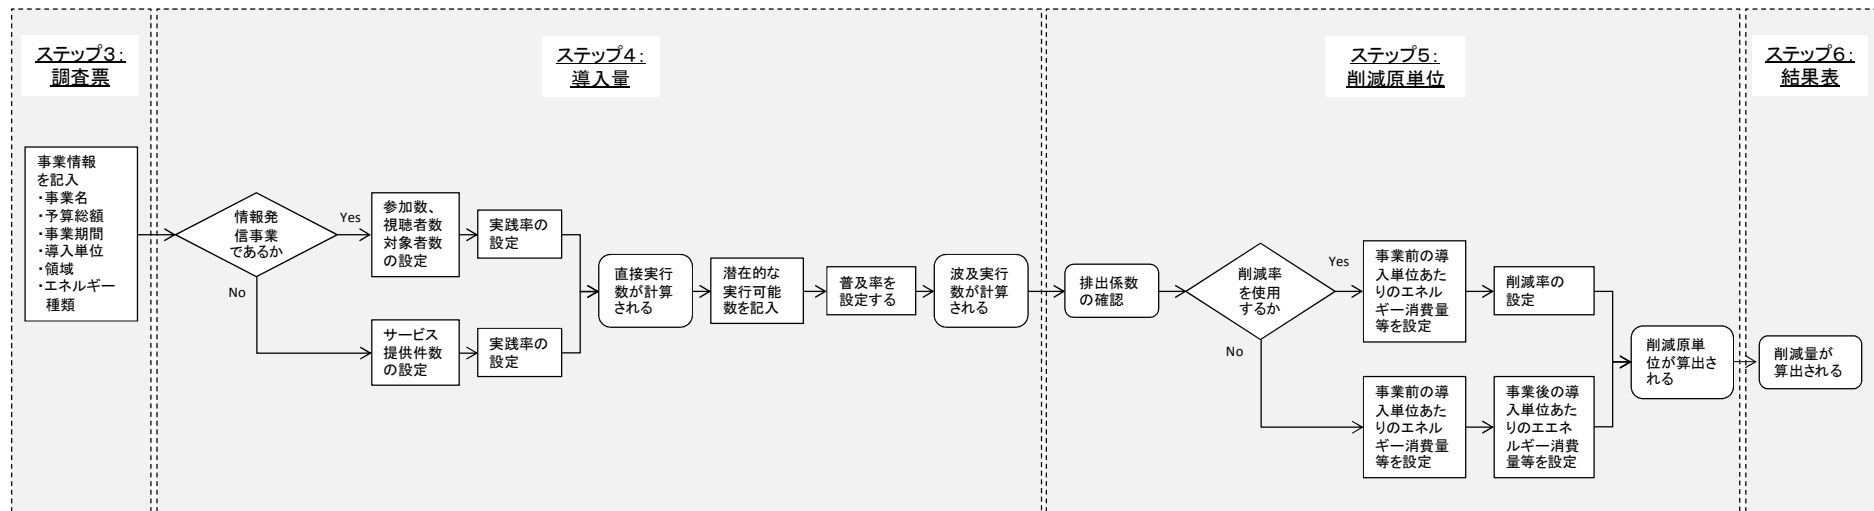 ステップ3:
調査票
事業情報
を記入
・事業名
・予算総額
・事業期間
・導入単位
・領域
・エネルギー
種類
ステップ4:
導入量
情報発
信事業
であるか
Yes
No
参加数、
視聴者数
対象者数
の設定
実践率の
設定
サービス
提供件数
の設定
実践率の
設定
直接実行
数が計算
される
潜在的な
実行可能
数を記入
普及率を
設定する
波及実行
数が計算
される
ステップ5:
削減原単位
排出係数
の確認
削減率
を使用
するか
Yes
No
事業前の導
入単位あた
りのエネル
ギー消費量
等を設定
削減率の
設定
事業前の導
入単位あた
りのエネル
ギー消費量
等を設定
事業後の導
入単位あた
りのエエネ
ルギー消費
量等を設定
削減原単
位が算出さ
れる
ステップ6:
結果表
削減量が
算出される